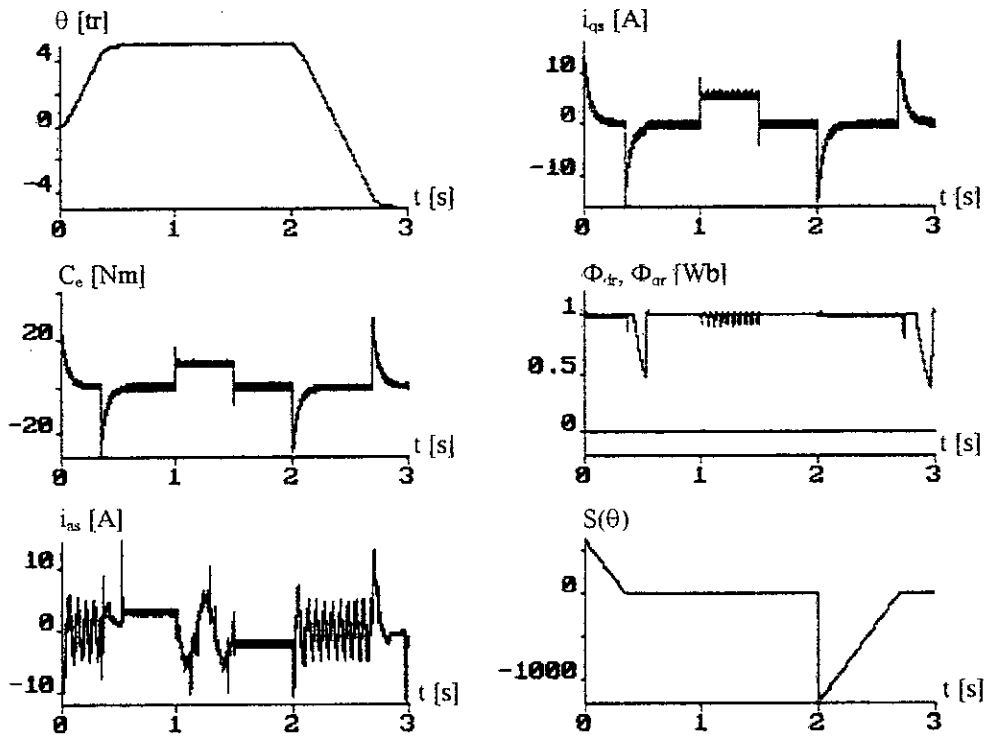 θ [tr]
4
0
-4
0 1 2 3
t [s]
i_qs [A]
10
0
-10
0 1 2 3
t [s]
C_e [Nm]
20
-20
0 1 2 3
t [s]
Φ_dr, Φ_qr [Wb]
1
0.5
0
0 1 2 3
t [s]
i_as [A]
10
0
-10
0 1 2 3
t [s]
S(θ)
0
-1000
0 1 2 3
t [s]